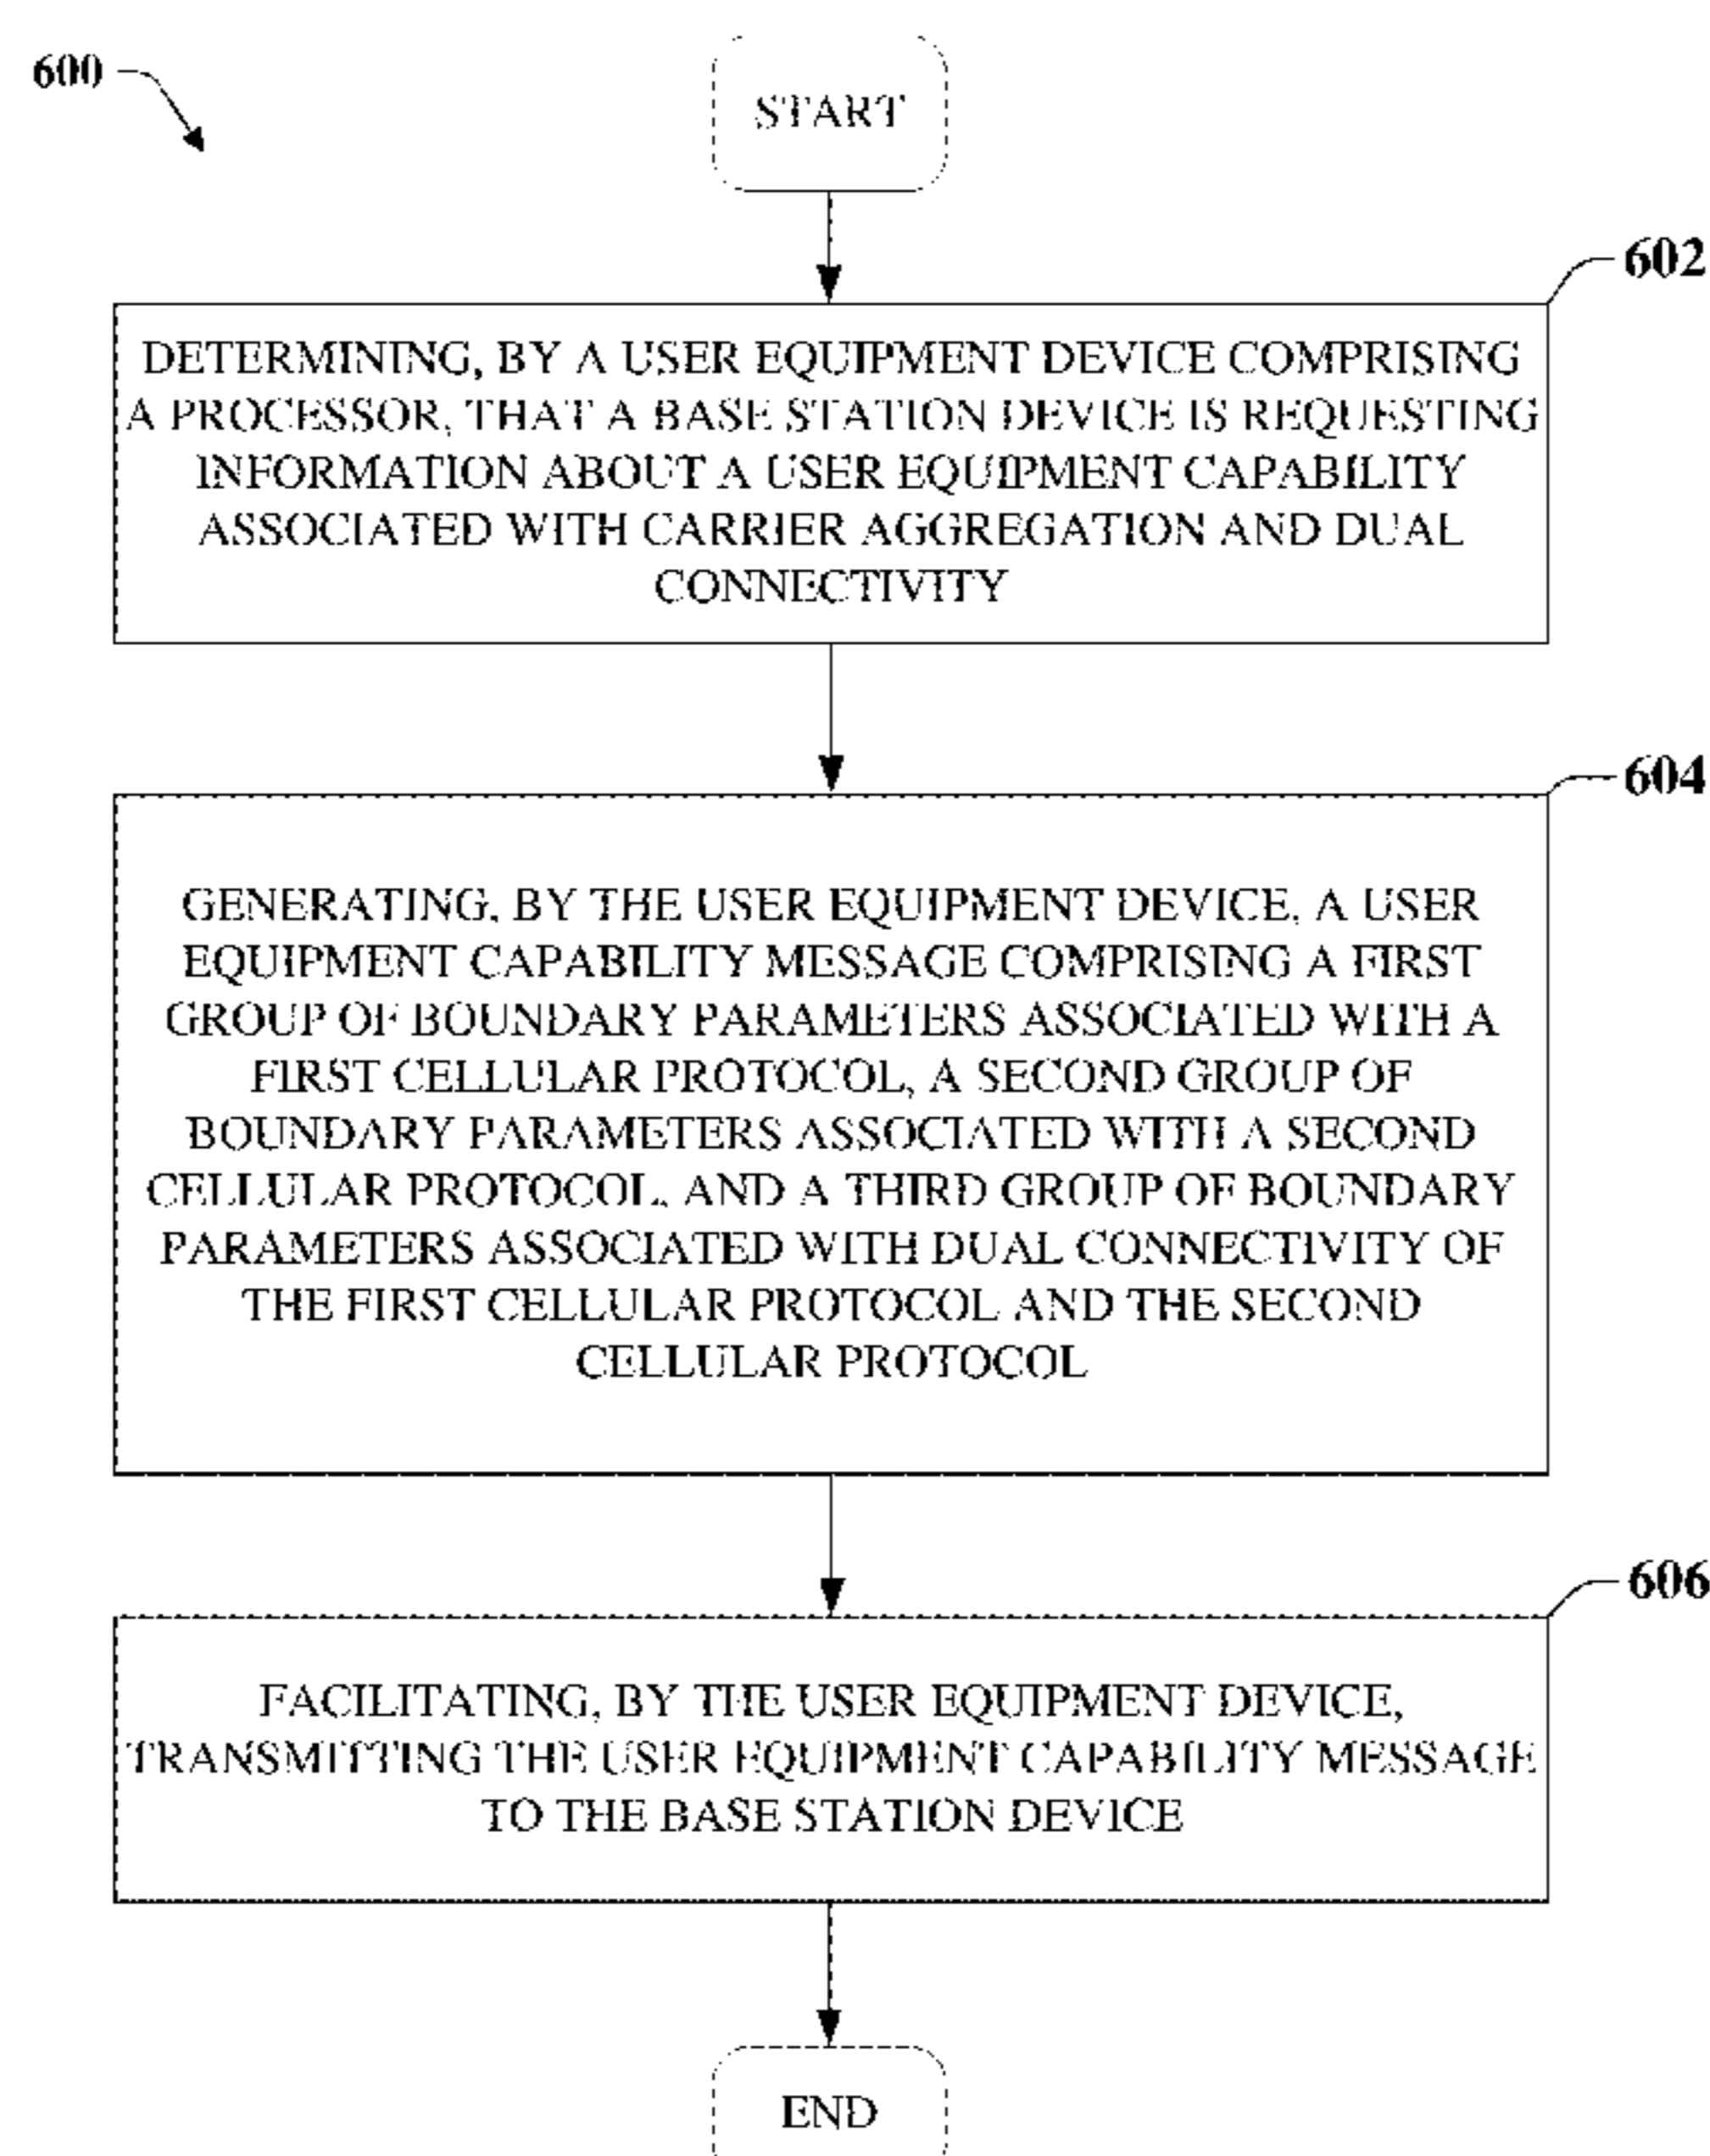 600
START
602
DETERMINING, BY A USER EQUIPMENT DEVICE COMPRISING
A PROCESSOR, THAT A BASE STATION DEVICE IS REQUESTING
INFORMATION ABOUT A USER EQUIPMENT CAPABILITY
ASSOCIATED WITH CARRIER AGGREGATION AND DUAL
CONNECTIVITY
604
GENERATING, BY THE USER EQUIPMENT DEVICE, A USER
EQUIPMENT CAPABILITY MESSAGE COMPRISING A FIRST
GROUP OF BOUNDARY PARAMETERS ASSOCIATED WITH A
FIRST CELLULAR PROTOCOL, A SECOND GROUP OF
BOUNDARY PARAMETERS ASSOCIATED WITH A SECOND
CELLULAR PROTOCOL, AND A THIRD GROUP OF BOUNDARY
PARAMETERS ASSOCIATED WITH DUAL CONNECTIVITY OF
THE FIRST CELLULAR PROTOCOL AND THE SECOND
CELLULAR PROTOCOL
606
FACILITATING, BY THE USER EQUIPMENT DEVICE,
TRANSMITTING THE USER EQUIPMENT CAPABILITY MESSAGE
TO THE BASE STATION DEVICE
END